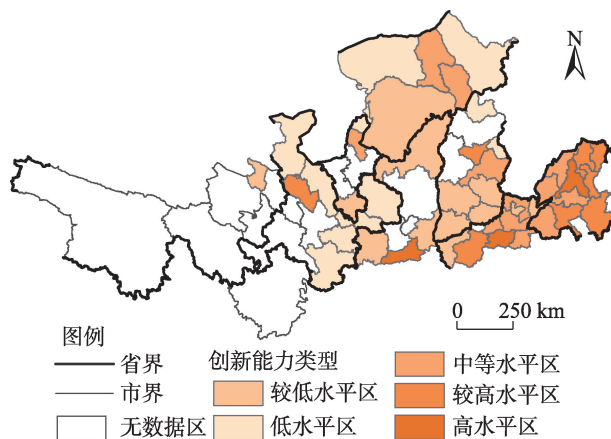 N
0 250 km
图例
省界 创新能力类型 中等水平区
市界 较低水平区 较高水平区
无数据区 低水平区 高水平区